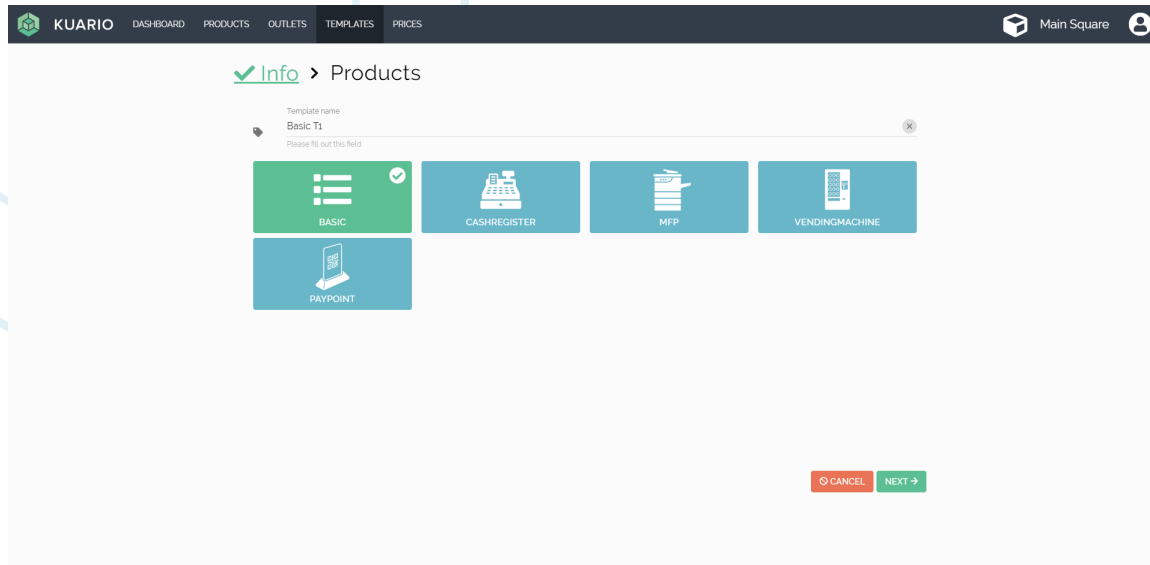 KUARIO DASHBOARD PRODUCTS OUTLETS TEMPLATES PRICES Main Square
Info > Products
Template name
Basic T1
Please fill out this field
BASIC CASHREGISTER MFP VENDINGMACHINE
PAYPOINT
CANCEL NEXT →